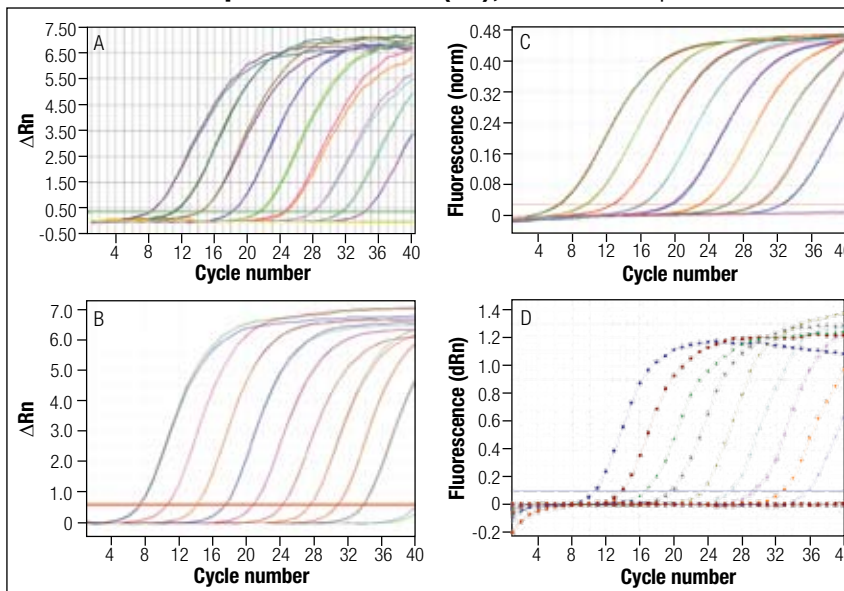 A
7.50
6.50
5.50
4.50
3.50
2.50
1.50
0.50
-0.50
ΔRn
4 8 12 16 20 24 28 32 36 40
Cycle number
C
0.48
0.40
0.32
0.24
0.16
0.08
0
Fluorescence (norm)
4 8 12 16 20 24 28 32 36 40
Cycle number
B
7.0
6.0
5.0
4.0
3.0
2.0
1.0
0
ΔRn
4 8 12 16 20 24 28 32 36 40
Cycle number
D
1.4
1.2
1.0
0.8
0.6
0.4
0.2
0
-0.2
Fluorescence (dRn)
4 8 12 16 20 24 28 32 36 40
Cycle number